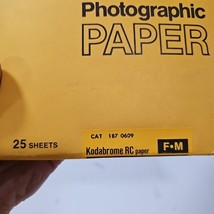 Photographic
PAPER
25 SHEETS
CAT 187 0609
Kodabrome RC paper
F•M